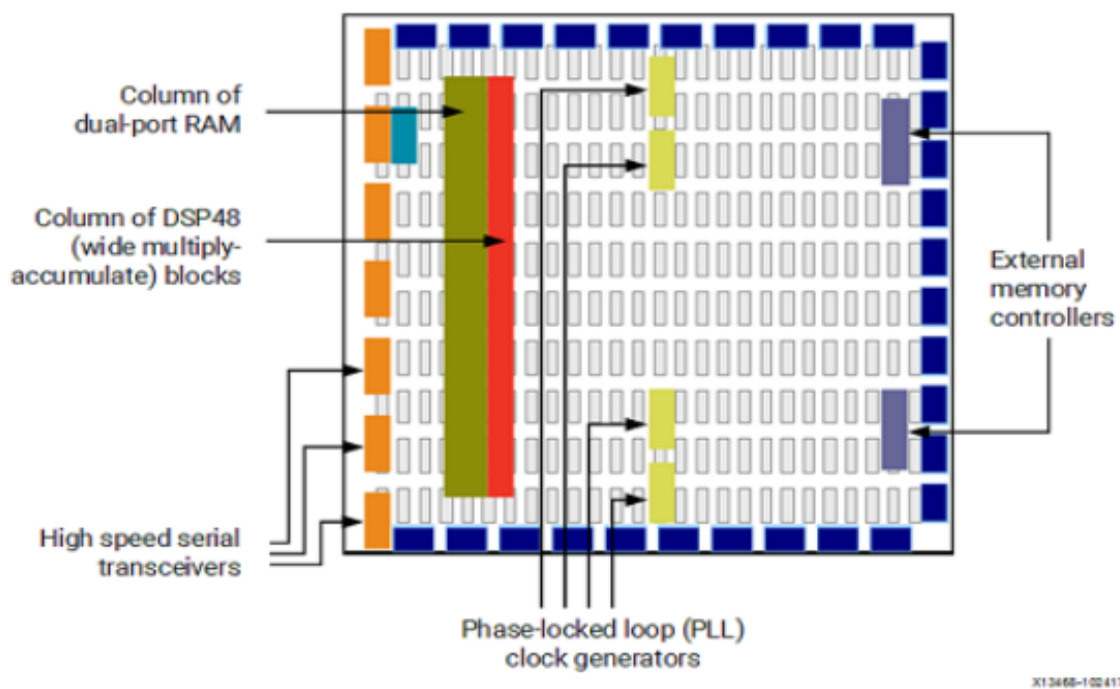 Column of
dual-port RAM
Column of DSP48
(wide multiply-
accumulate) blocks
External
memory
controllers
High speed serial
transceivers
Phase-locked loop (PLL)
clock generators